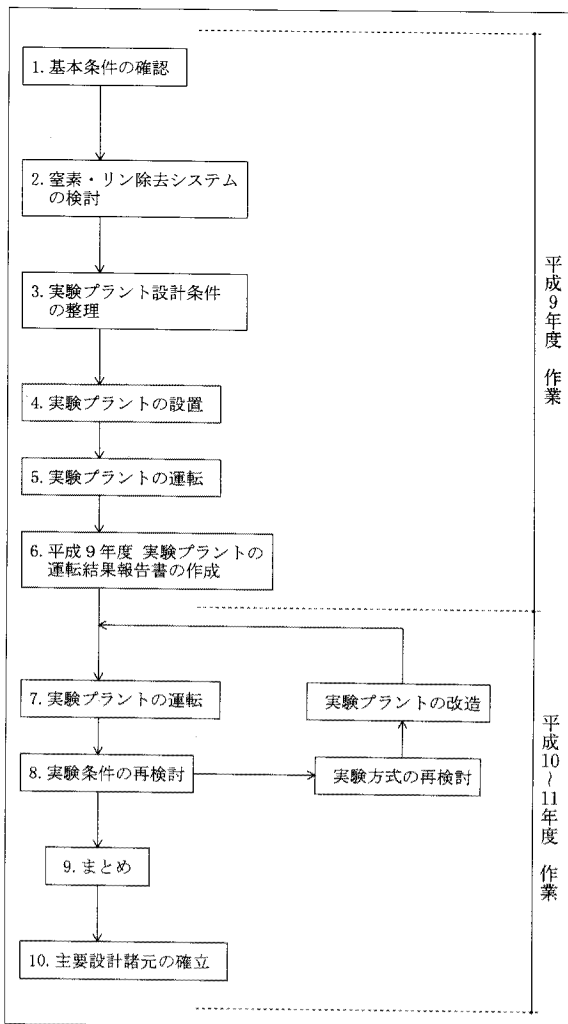 1. 基本条件の確認
2.窒素・リン除去システム
の検討
3. 実験プラント設計条件
の整理
4. 実験プラントの設置
5. 実験プラントの運転
6. 平成9年度 実験プラントの
運転結果報告書の作成
平成9年度 作業
7. 実験プラントの運転
実験プラントの改造
8. 実験条件の再検討
実験方式の再検討
9. まとめ
10. 主要設計諸元の確立
平成10~11年度 作業